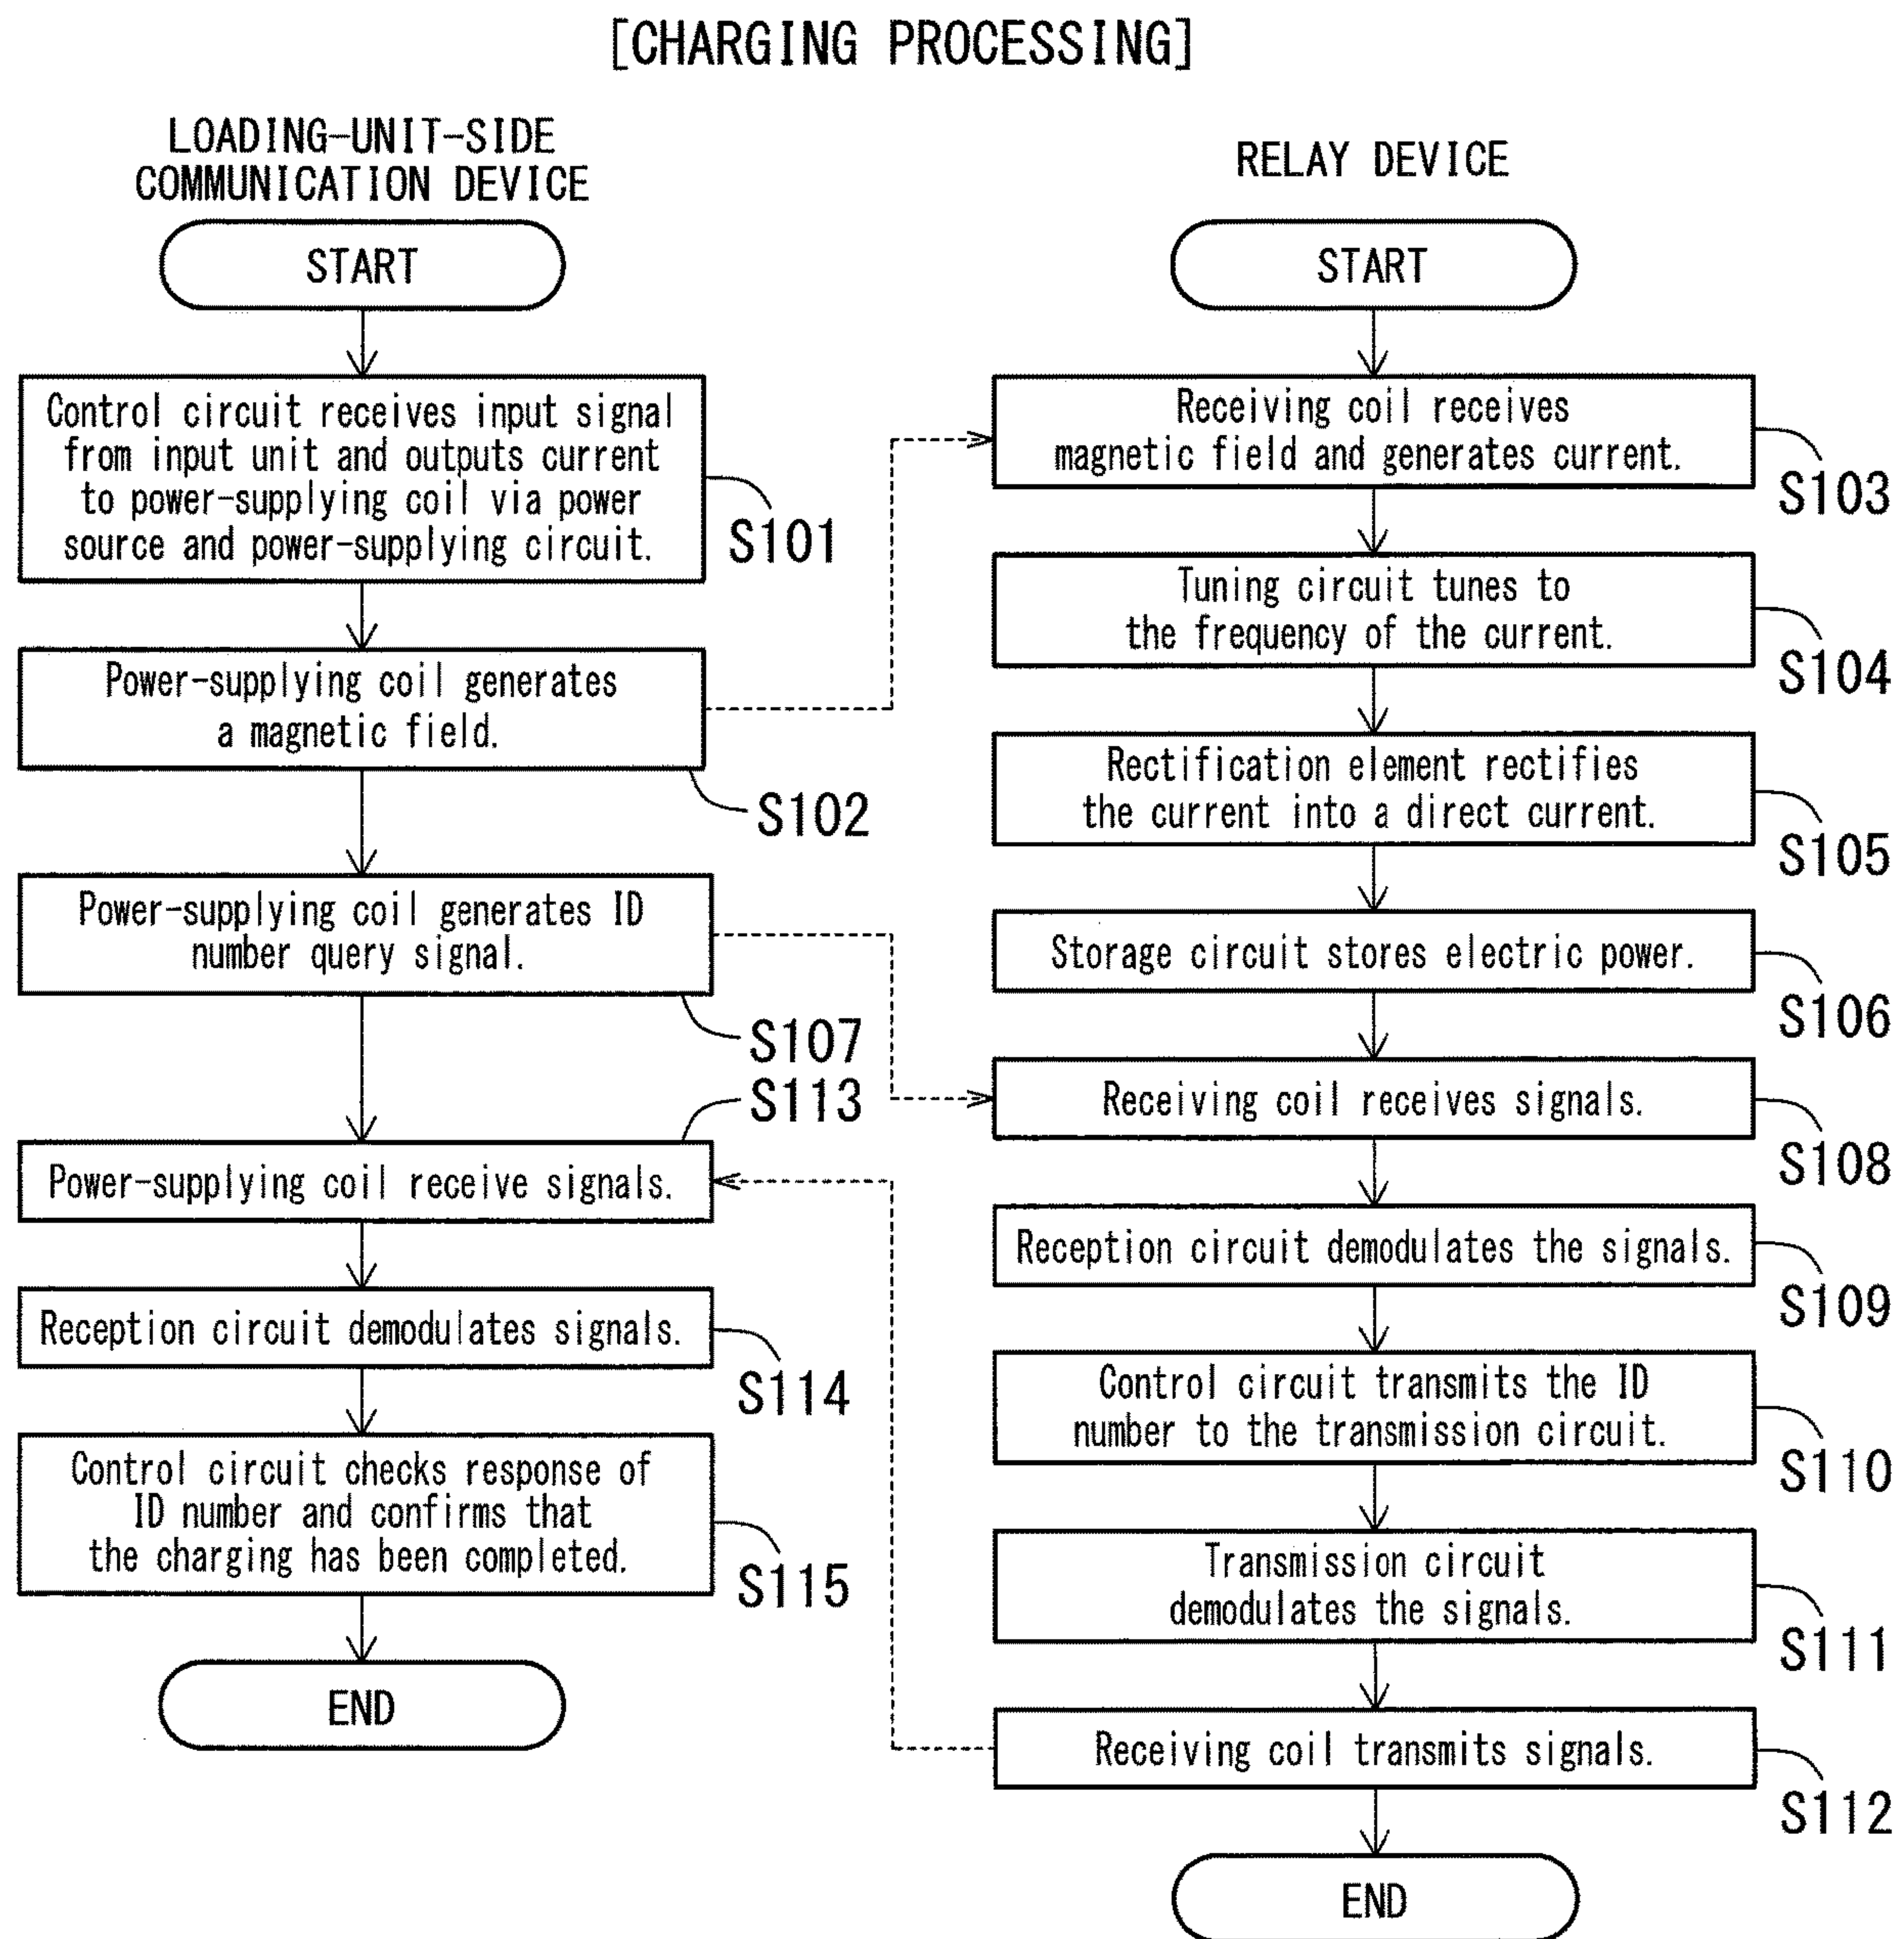 [CHARGING PROCESSING]
LOADING-UNIT-SIDE
COMMUNICATION DEVICE
START
Control circuit receives input signal
from input unit and outputs current
to power-supplying coil via power
source and power-supplying circuit.
S101
Power-supplying coil generates
a magnetic field.
S102
Power-supplying coil generates ID
number query signal.
S107
S113
Power-supplying coil receive signals.
Reception circuit demodulates signals.
S114
Control circuit checks response of
ID number and confirms that
the charging has been completed.
S115
END
RELAY DEVICE
START
Receiving coil receives
magnetic field and generates current.
S103
Tuning circuit tunes to
the frequency of the current.
S104
Rectification element rectifies
the current into a direct current.
S105
Storage circuit stores electric power.
S106
Receiving coil receives signals.
S108
Reception circuit demodulates the signals.
S109
Control circuit transmits the ID
number to the transmission circuit.
S110
Transmission circuit
demodulates the signals.
S111
Receiving coil transmits signals.
S112
END